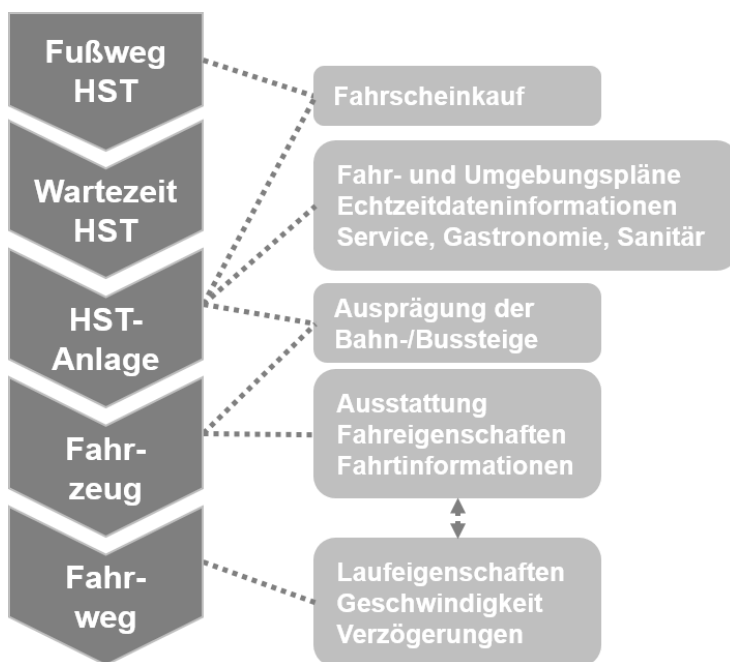 Fußweg
HST
Fahrscheinkauf
Wartezeit
HST
Fahr- und Umgebungspläne
Echtzeitdateninformationen
Service, Gastronomie, Sanitär
HST-
Anlage
Ausprägung der
Bahn-/Bussteige
Fahr-
zeug
Ausstattung
Fahreigenschaften
Fahrtinformationen
Fahr-
weg
Laufeigenschaften
Geschwindigkeit
Verzögerungen